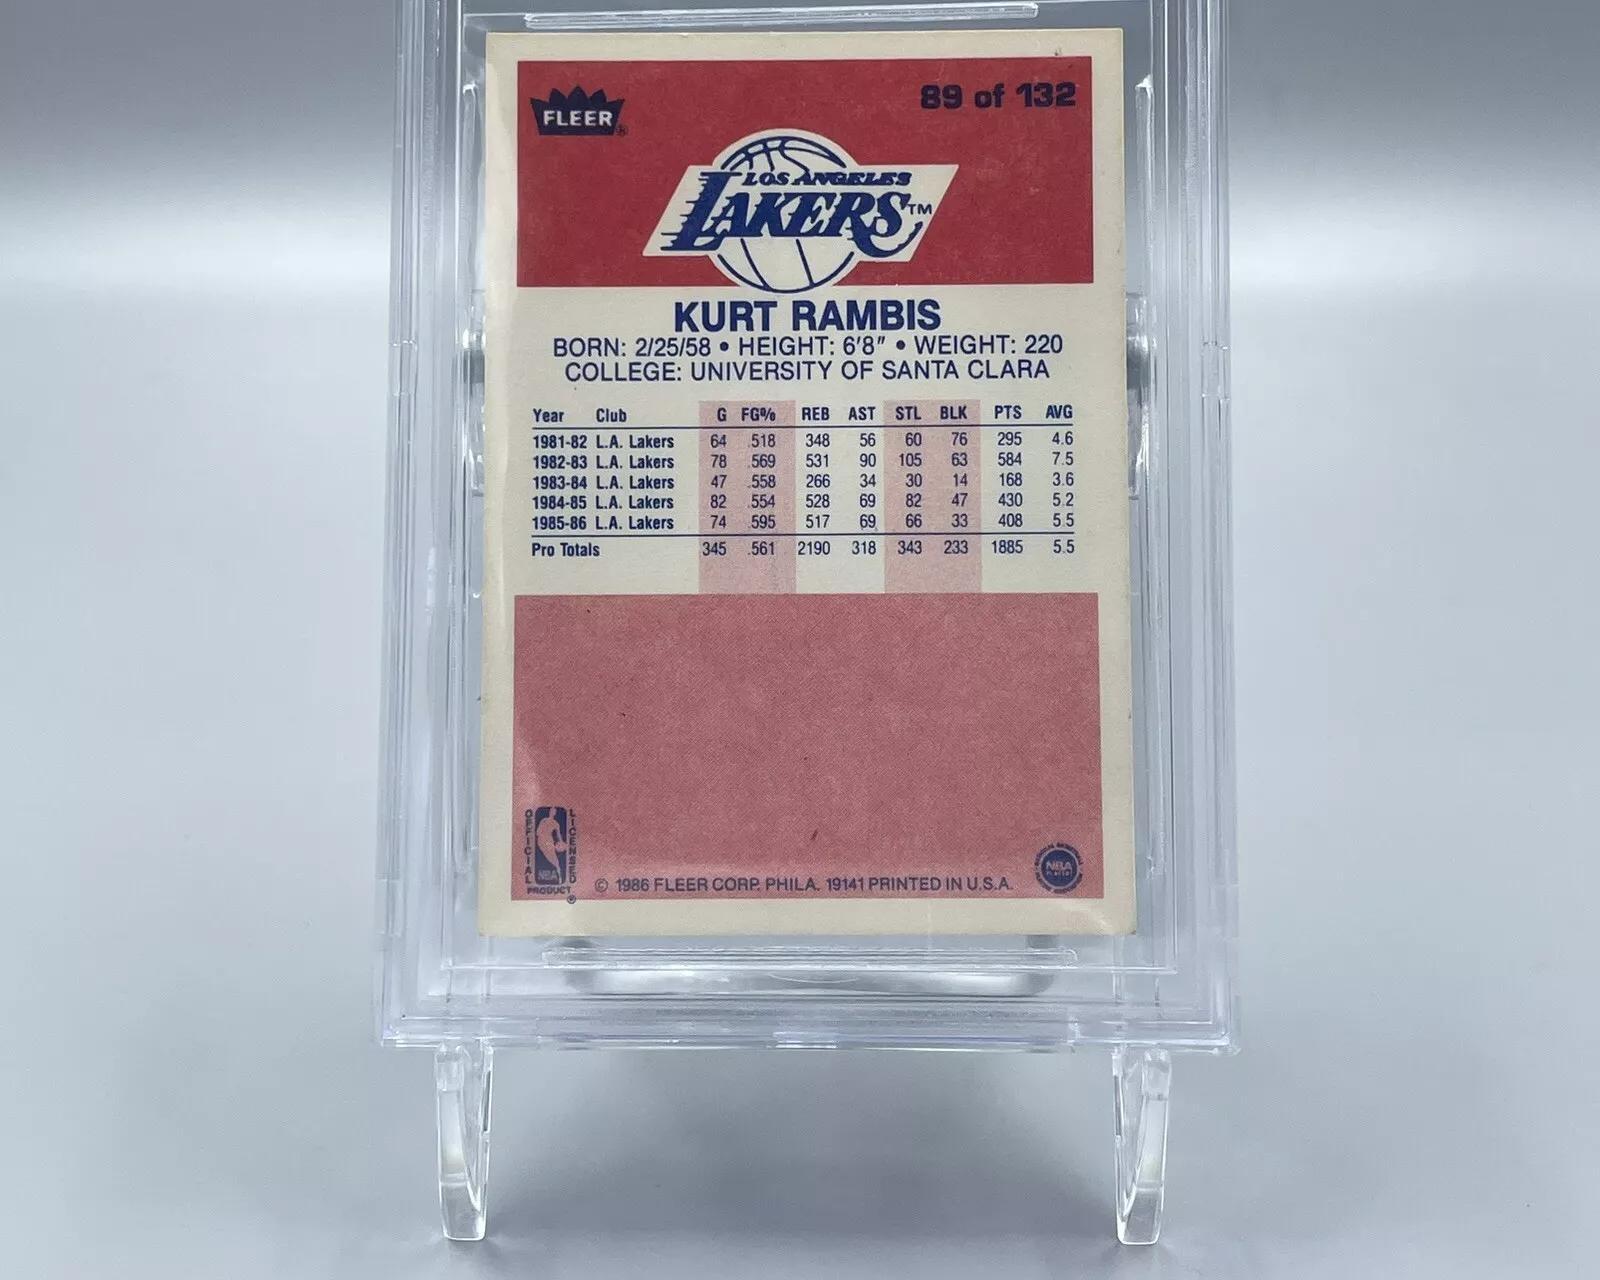 FLEER®
89 of 132
LOS ANGELES
LAKERS™
KURT RAMBIS
BORN: 2/25/58 • HEIGHT: 6'8" • WEIGHT: 220
COLLEGE: UNIVERSITY OF SANTA CLARA
Year Club G FG% REB AST STL BLK PTS AVG
1981-82 L.A. Lakers 64 .518 348 56 60 76 295 4.6
1982-83 L.A. Lakers 78 .569 531 90 105 63 584 7.5
1983-84 L.A. Lakers 47 .558 266 34 30 14 168 3.6
1984-85 L.A. Lakers 82 .554 528 69 82 47 430 5.2
1985-86 L.A. Lakers 74 .595 517 69 66 33 408 5.5
Pro Totals 345 .561 2190 318 343 233 1885 5.5
OFFICIAL
LICENSED
NBA
PRODUCT
®
© 1986 FLEER CORP. PHILA. 19141 PRINTED IN U.S.A.
NBA